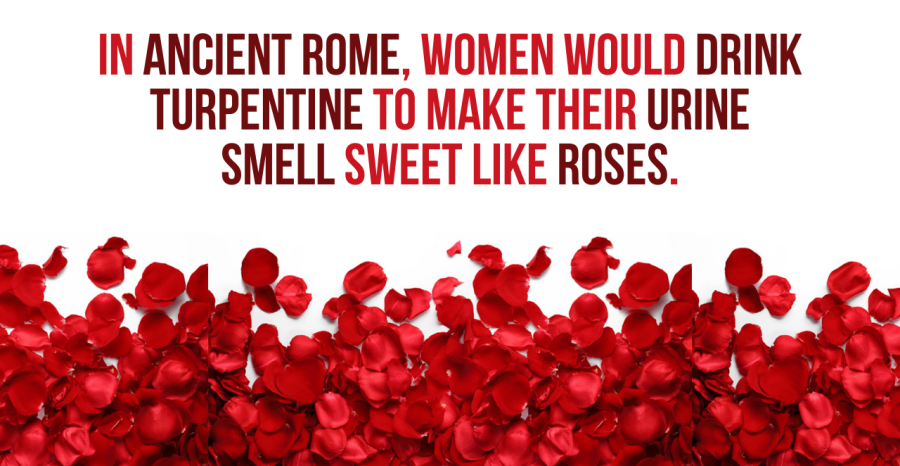 IN ANCIENT ROME, WOMEN WOULD DRINK
TURPENTINE TO MAKE THEIR URINE
SMELL SWEET LIKE ROSES.